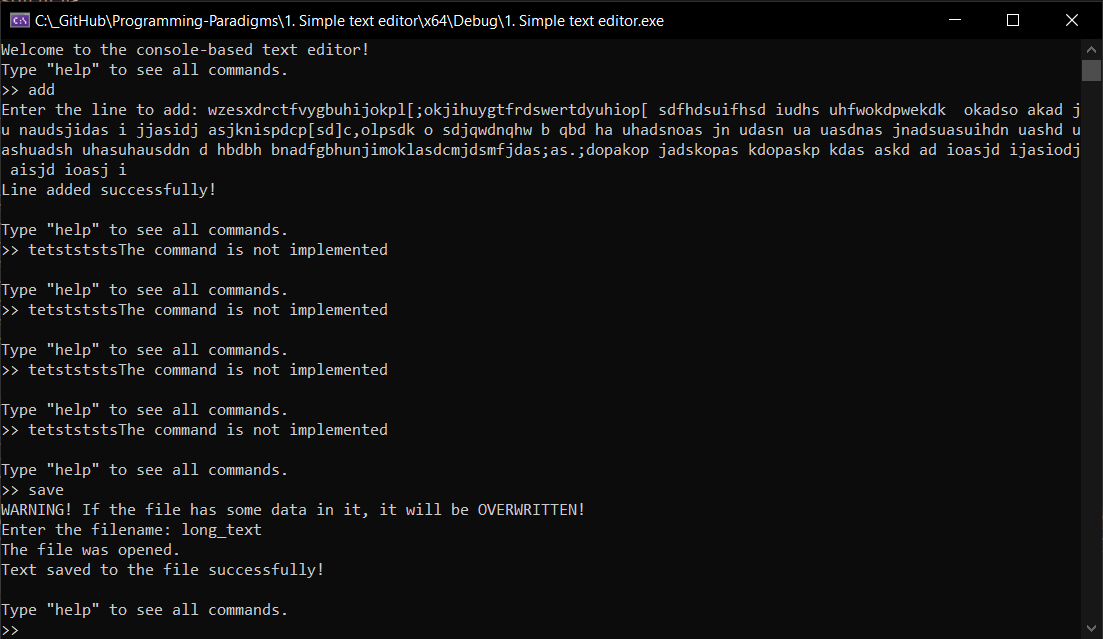 C:\_GitHub\Programming-Paradigms\1. Simple text editor\x64\Debug\1. Simple text editor.exe
Welcome to the console-based text editor!
Type "help" to see all commands.
>> add
Enter the line to add: wzesxdrctfvygbuhijokpl[;okjihuygtfrdswertdyuhiop[ sdfhdsuifhsd iudhs uhfwokdpwekdk  okadso akad j
u naudsjidas i jjasidj asjknispdcp[sd]c,olpsdk o sdjqwdnqhw b qbd ha uhadsnoas jn udasn ua uasdnas jnadsuasuihdn uashd u
ashuadsh uhasuhausddn d hbdbh bnadfgbhunjimoklasdcmjdsmfjdas;as.;dopakop jadskopas kdopaskp kdas askd ad ioasjd ijasiodj
 aisjd ioasj i
Line added successfully!
Type "help" to see all commands.
>> tetstststsThe command is not implemented
Type "help" to see all commands.
>> tetstststsThe command is not implemented
Type "help" to see all commands.
>> tetstststsThe command is not implemented
Type "help" to see all commands.
>> tetstststsThe command is not implemented
Type "help" to see all commands.
>> save
WARNING! If the file has some data in it, it will be OVERWRITTEN!
Enter the filename: long_text
The file was opened.
Text saved to the file successfully!
Type "help" to see all commands.
>>